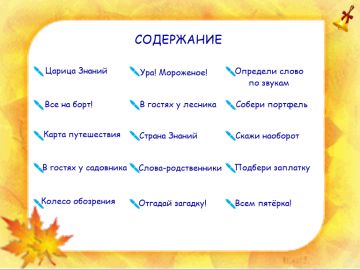 СОДЕРЖАНИЕ
Царица Знаний
Все на борт!
Карта путешествия
В гостях у садовника
Колесо обозрения
Ура! Мороженое!
В гостях у лесника
Страна Знаний
Слова-родственники
Отгадай загадку!
Определи слово
по звукам
Собери портфель
Скажи наоборот
Подбери заплатку
Всем пятёрка!